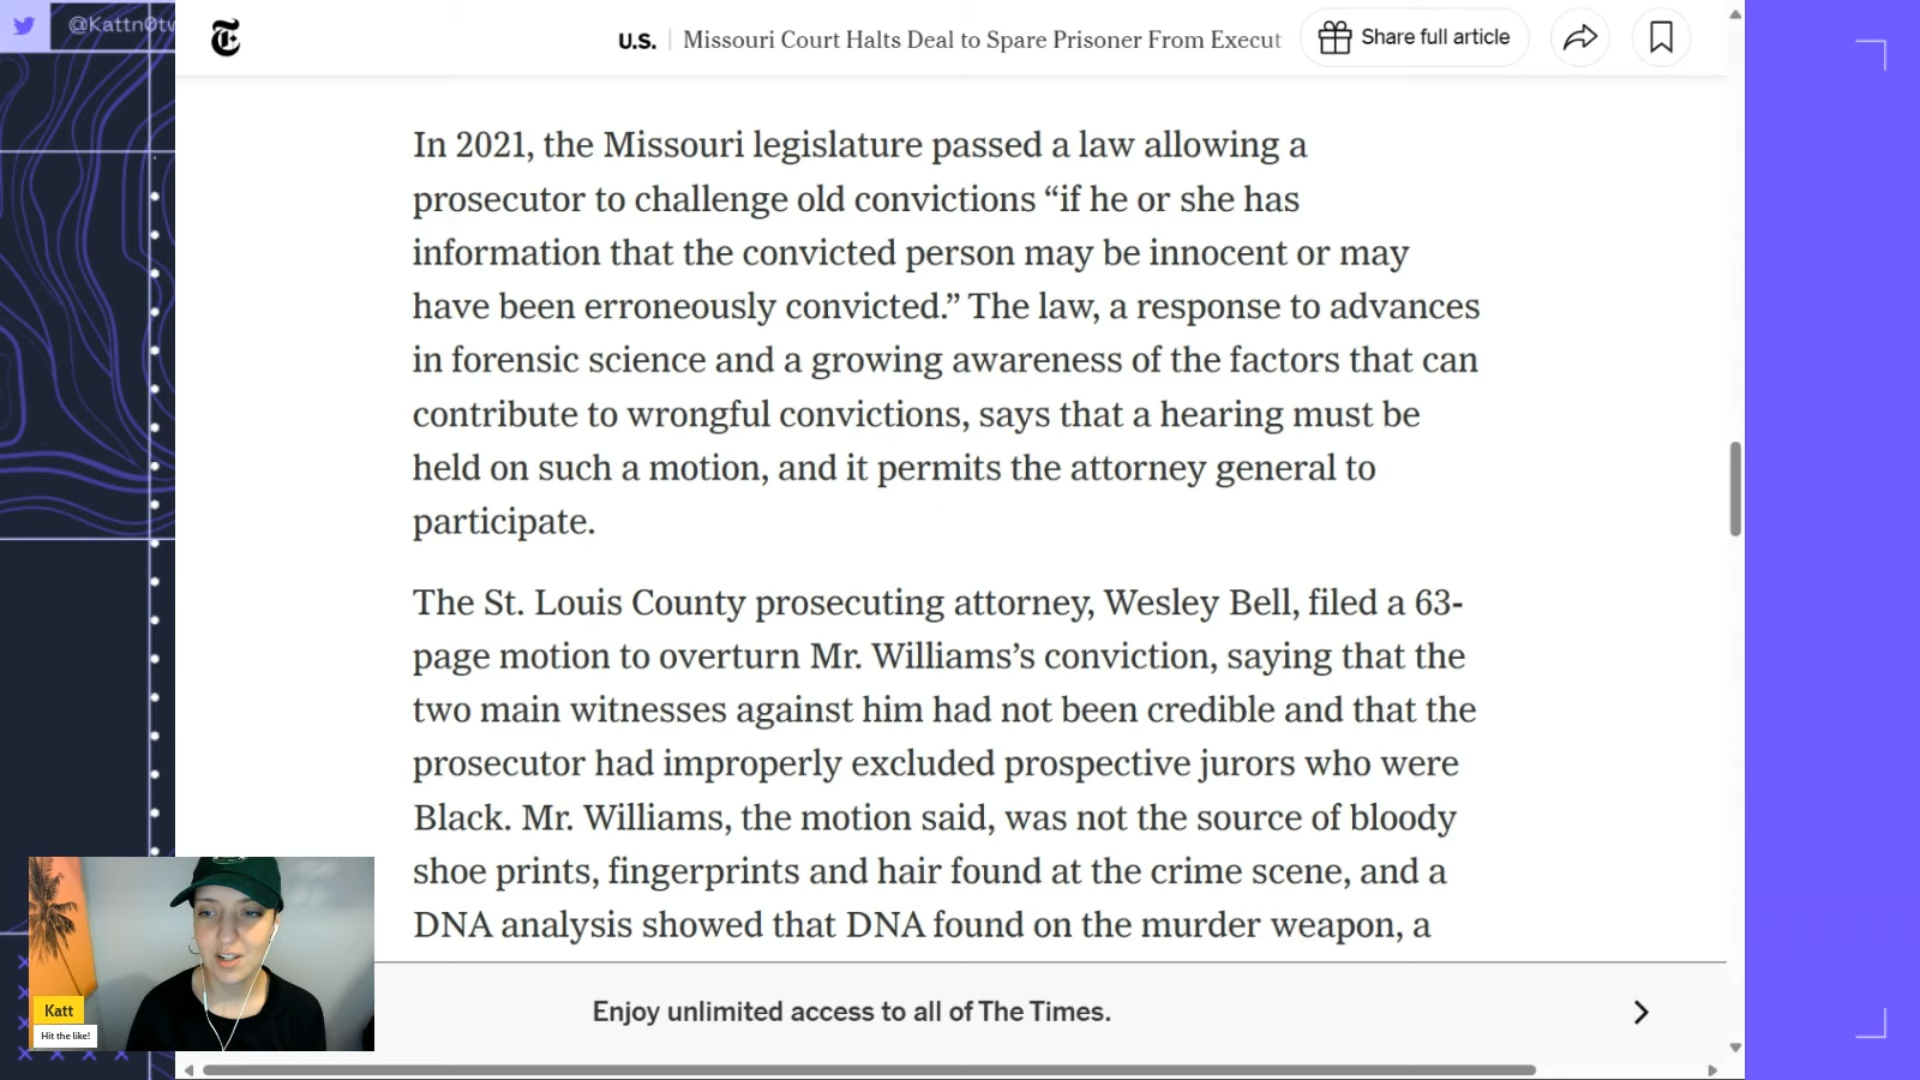 @Kattn0tw
U.S. | Missouri Court Halts Deal to Spare Prisoner From Execut
Share full article
In 2021, the Missouri legislature passed a law allowing a
prosecutor to challenge old convictions “if he or she has
information that the convicted person may be innocent or may
have been erroneously convicted.” The law, a response to advances
in forensic science and a growing awareness of the factors that can
contribute to wrongful convictions, says that a hearing must be
held on such a motion, and it permits the attorney general to
participate.
The St. Louis County prosecuting attorney, Wesley Bell, filed a 63-
page motion to overturn Mr. Williams’s conviction, saying that the
two main witnesses against him had not been credible and that the
prosecutor had improperly excluded prospective jurors who were
Black. Mr. Williams, the motion said, was not the source of bloody
shoe prints, fingerprints and hair found at the crime scene, and a
DNA analysis showed that DNA found on the murder weapon, a
Katt
Hit the like!
Enjoy unlimited access to all of The Times.